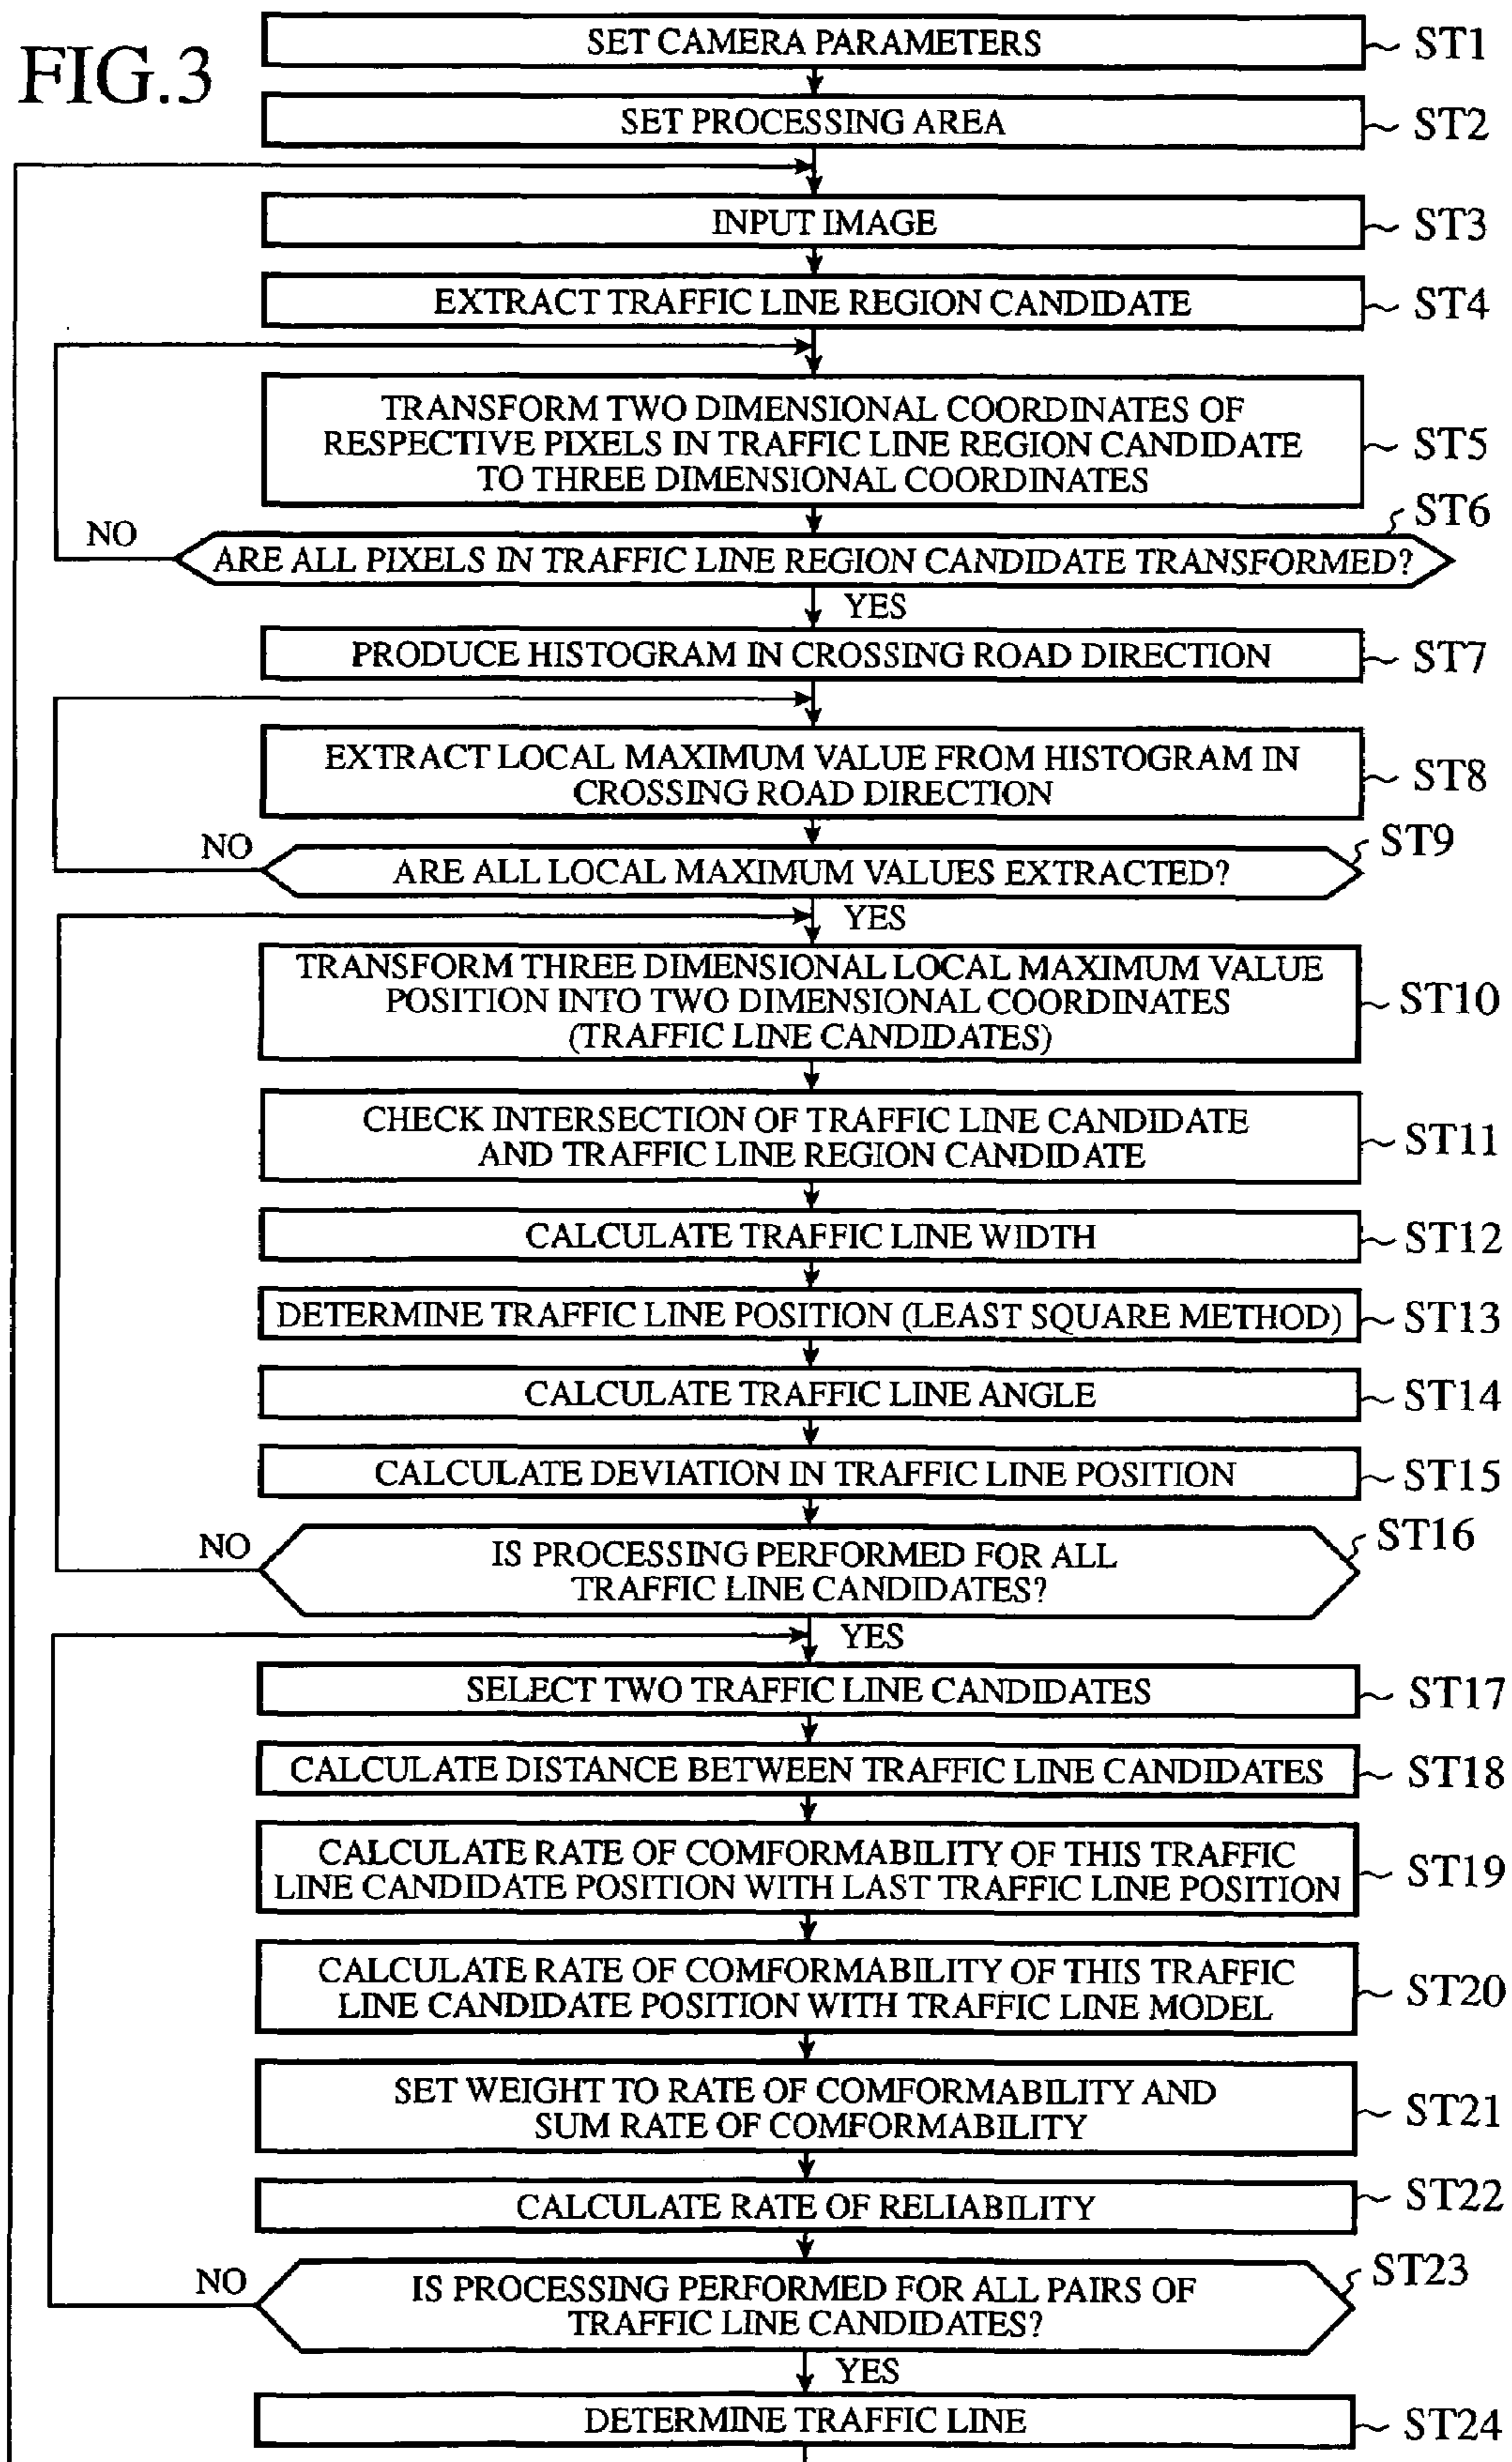 FIG.3
SET CAMERA PARAMETERS
ST1
SET PROCESSING AREA
ST2
INPUT IMAGE
ST3
EXTRACT TRAFFIC LINE REGION CANDIDATE
ST4
TRANSFORM TWO DIMENSIONAL COORDINATES OF
RESPECTIVE PIXELS IN TRAFFIC LINE REGION CANDIDATE
TO THREE DIMENSIONAL COORDINATES
ST5
ST6
NO
ARE ALL PIXELS IN TRAFFIC LINE REGION CANDIDATE TRANSFORMED?
YES
PRODUCE HISTOGRAM IN CROSSING ROAD DIRECTION
ST7
EXTRACT LOCAL MAXIMUM VALUE FROM HISTOGRAM IN
CROSSING ROAD DIRECTION
ST8
ST9
NO
ARE ALL LOCAL MAXIMUM VALUES EXTRACTED?
YES
TRANSFORM THREE DIMENSIONAL LOCAL MAXIMUM VALUE
POSITION INTO TWO DIMENSIONAL COORDINATES
(TRAFFIC LINE CANDIDATES)
ST10
CHECK INTERSECTION OF TRAFFIC LINE CANDIDATE
AND TRAFFIC LINE REGION CANDIDATE
ST11
CALCULATE TRAFFIC LINE WIDTH
ST12
DETERMINE TRAFFIC LINE POSITION (LEAST SQUARE METHOD)
ST13
CALCULATE TRAFFIC LINE ANGLE
ST14
CALCULATE DEVIATION IN TRAFFIC LINE POSITION
ST15
ST16
NO
IS PROCESSING PERFORMED FOR ALL
TRAFFIC LINE CANDIDATES?
YES
SELECT TWO TRAFFIC LINE CANDIDATES
ST17
CALCULATE DISTANCE BETWEEN TRAFFIC LINE CANDIDATES
ST18
CALCULATE RATE OF COMFORMABILITY OF THIS TRAFFIC
LINE CANDIDATE POSITION WITH LAST TRAFFIC LINE POSITION
ST19
CALCULATE RATE OF COMFORMABILITY OF THIS TRAFFIC
LINE CANDIDATE POSITION WITH TRAFFIC LINE MODEL
ST20
SET WEIGHT TO RATE OF COMFORMABILITY AND
SUM RATE OF COMFORMABILITY
ST21
CALCULATE RATE OF RELIABILITY
ST22
ST23
NO
IS PROCESSING PERFORMED FOR ALL PAIRS OF
TRAFFIC LINE CANDIDATES?
YES
DETERMINE TRAFFIC LINE
ST24